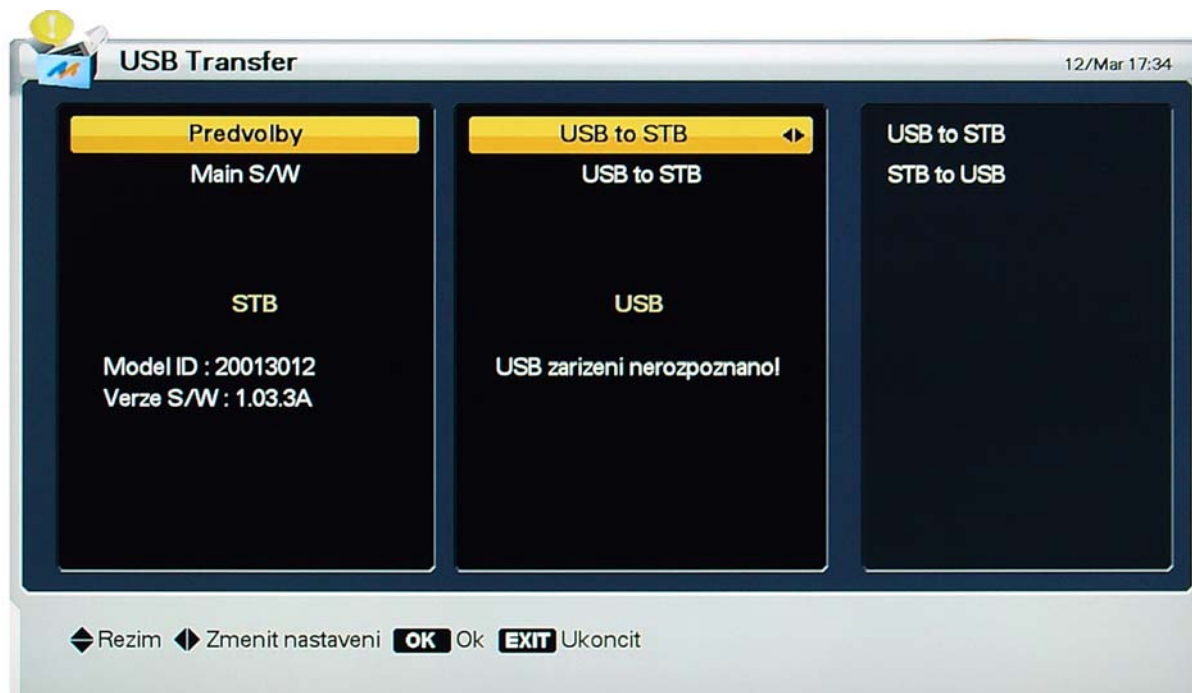 USB Transfer
12/Mar 17:34
Predvolby
Main S/W
STB
Model ID : 20013012
Verze S/W : 1.03.3A
USB to STB
USB to STB
USB
USB zarizeni nerozpoznano!
USB to STB
STB to USB
Rezim Zmenit nastaveni OK Ok EXIT Ukoncit